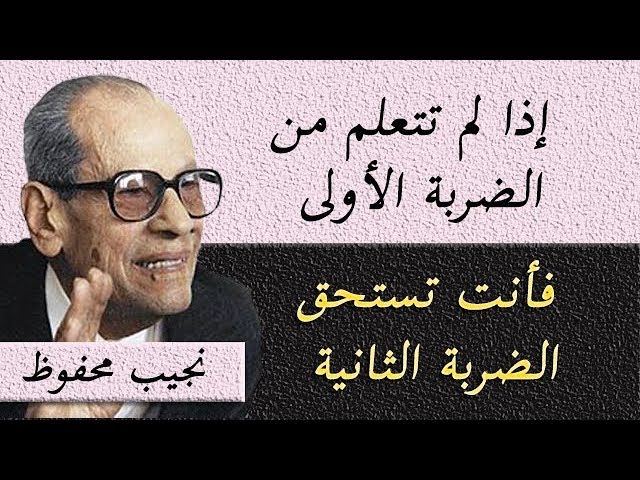 إذا لم تتعلم من
الضربة الأولى
فأنت تستحق
الضربة الثانية
نجيب محفوظ